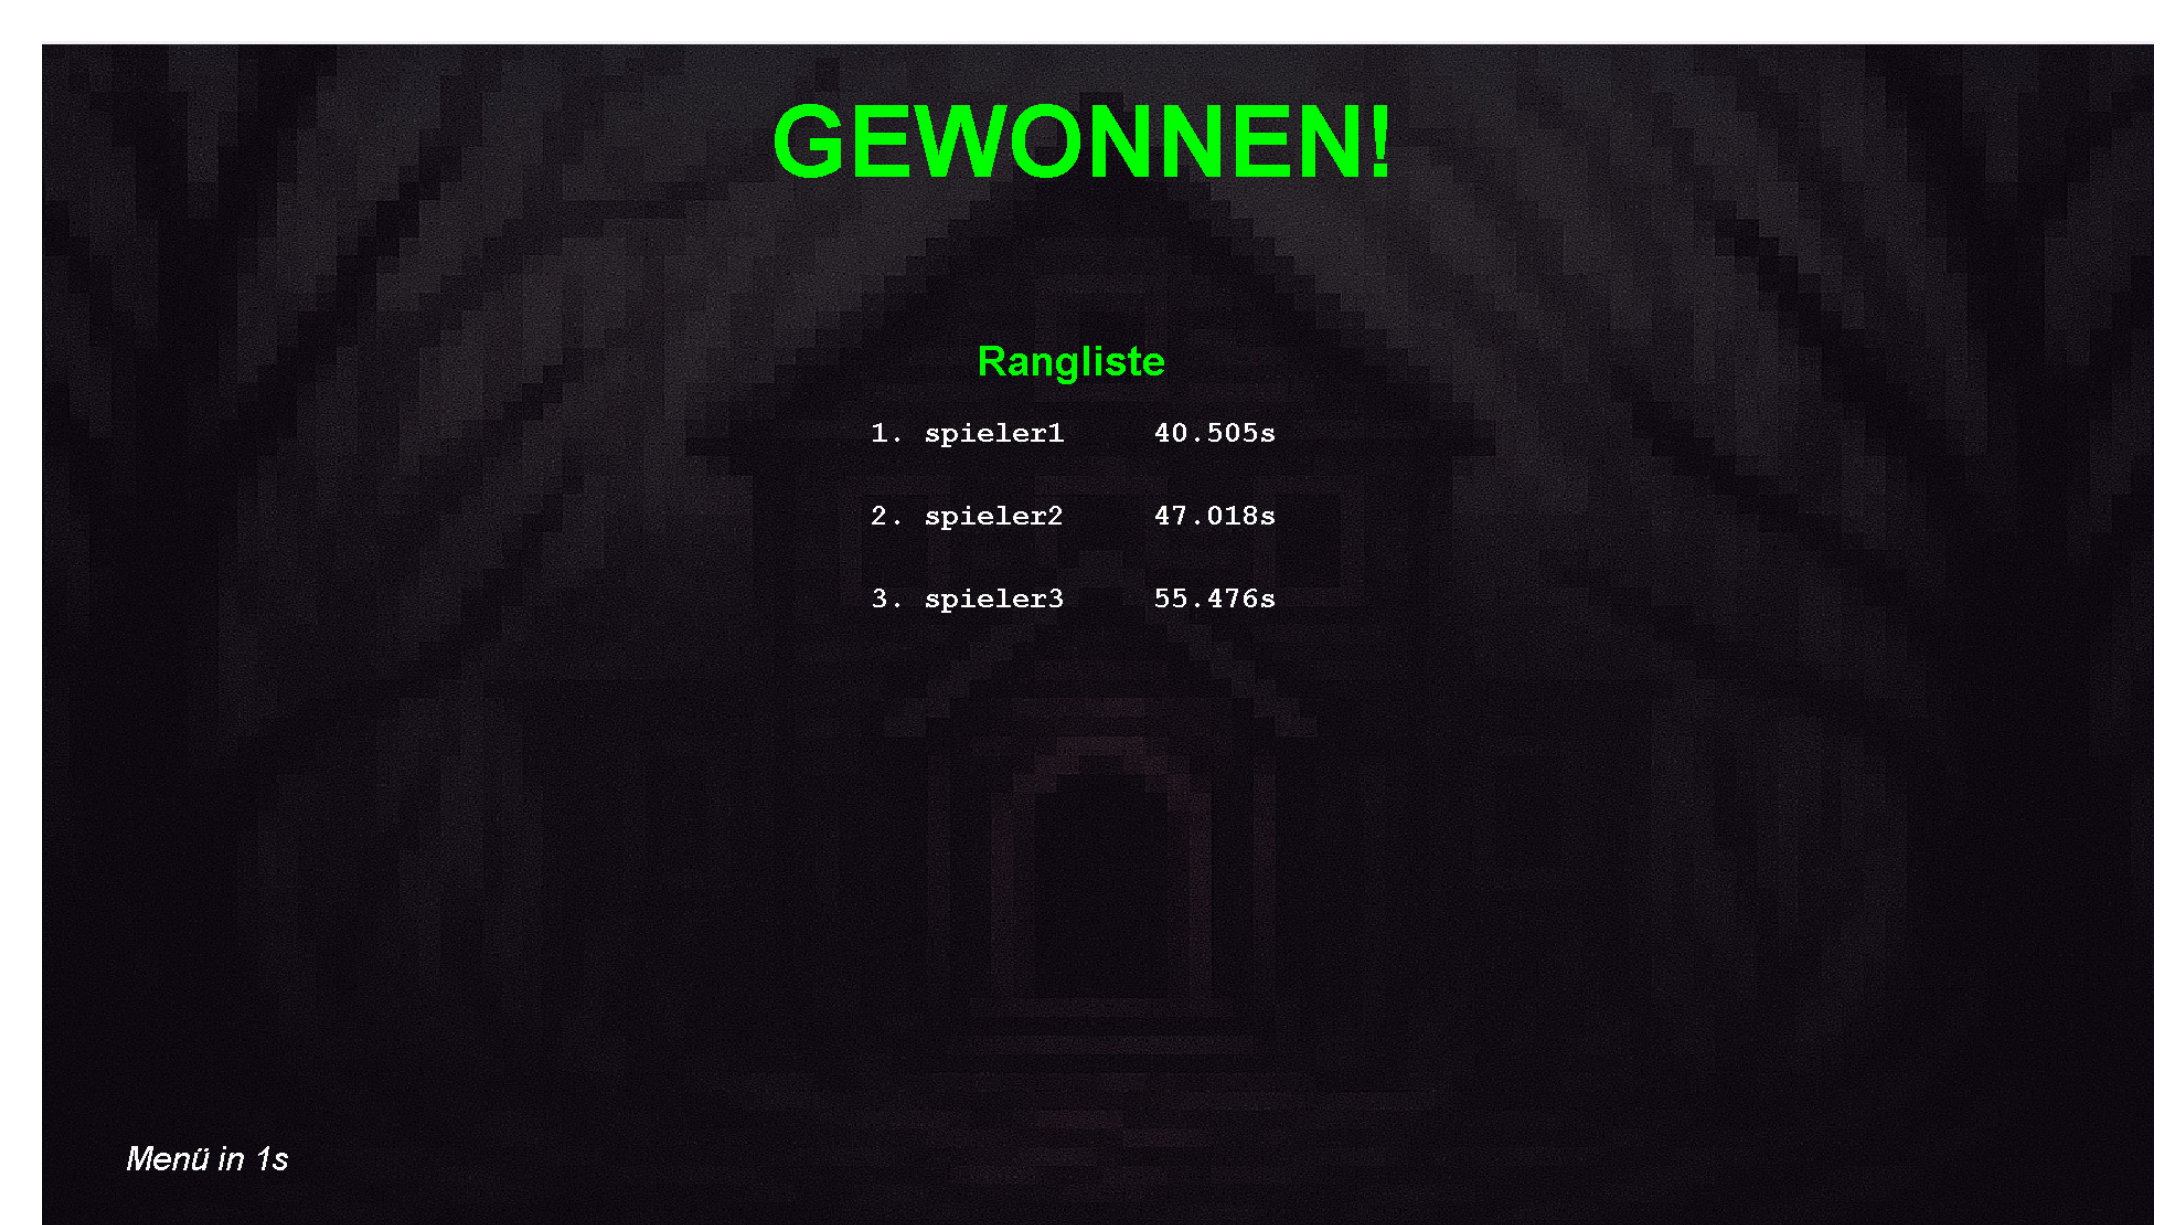 GEWONNEN!
Rangliste
1. spieler1 40.505s
2. spieler2 47.018s
3. spieler3 55.476s
Menü in 1s